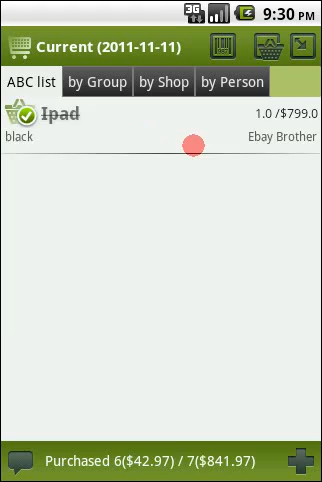 3G 9:30 PM
Current (2011-11-11)
ABC list by Group by Shop by Person
Ipad 1.0 /$799.0
black Ebay Brother
Purchased 6($42.97) / 7($841.97)